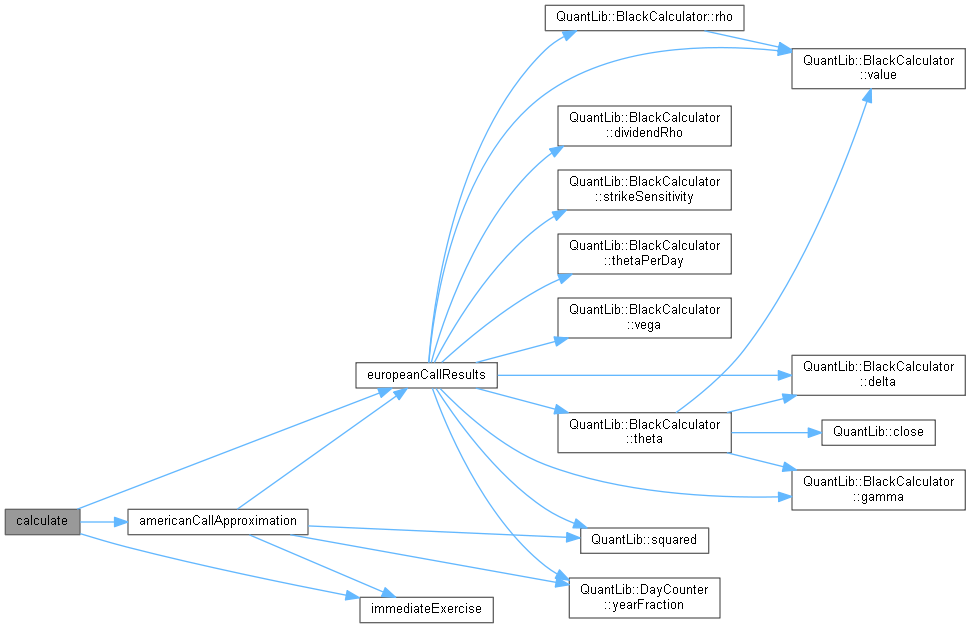 QuantLib::BlackCalculator::rho
QuantLib::BlackCalculator
::value
QuantLib::BlackCalculator
::dividendRho
QuantLib::BlackCalculator
::strikeSensitivity
QuantLib::BlackCalculator
::thetaPerDay
QuantLib::BlackCalculator
::vega
europeanCallResults
QuantLib::BlackCalculator
::delta
QuantLib::BlackCalculator
::theta
QuantLib::close
QuantLib::BlackCalculator
::gamma
calculate
americanCallApproximation
QuantLib::squared
QuantLib::DayCounter
::yearFraction
immediateExercise